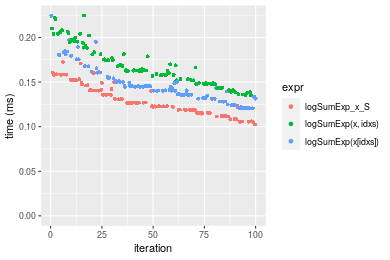 0.20
0.15
0.10
0.05
0.00
time (ms)
0
25
50
75
100
iteration
expr
logSumExp_x_S
logSumExp(x, idxs)
logSumExp(x[idxs])